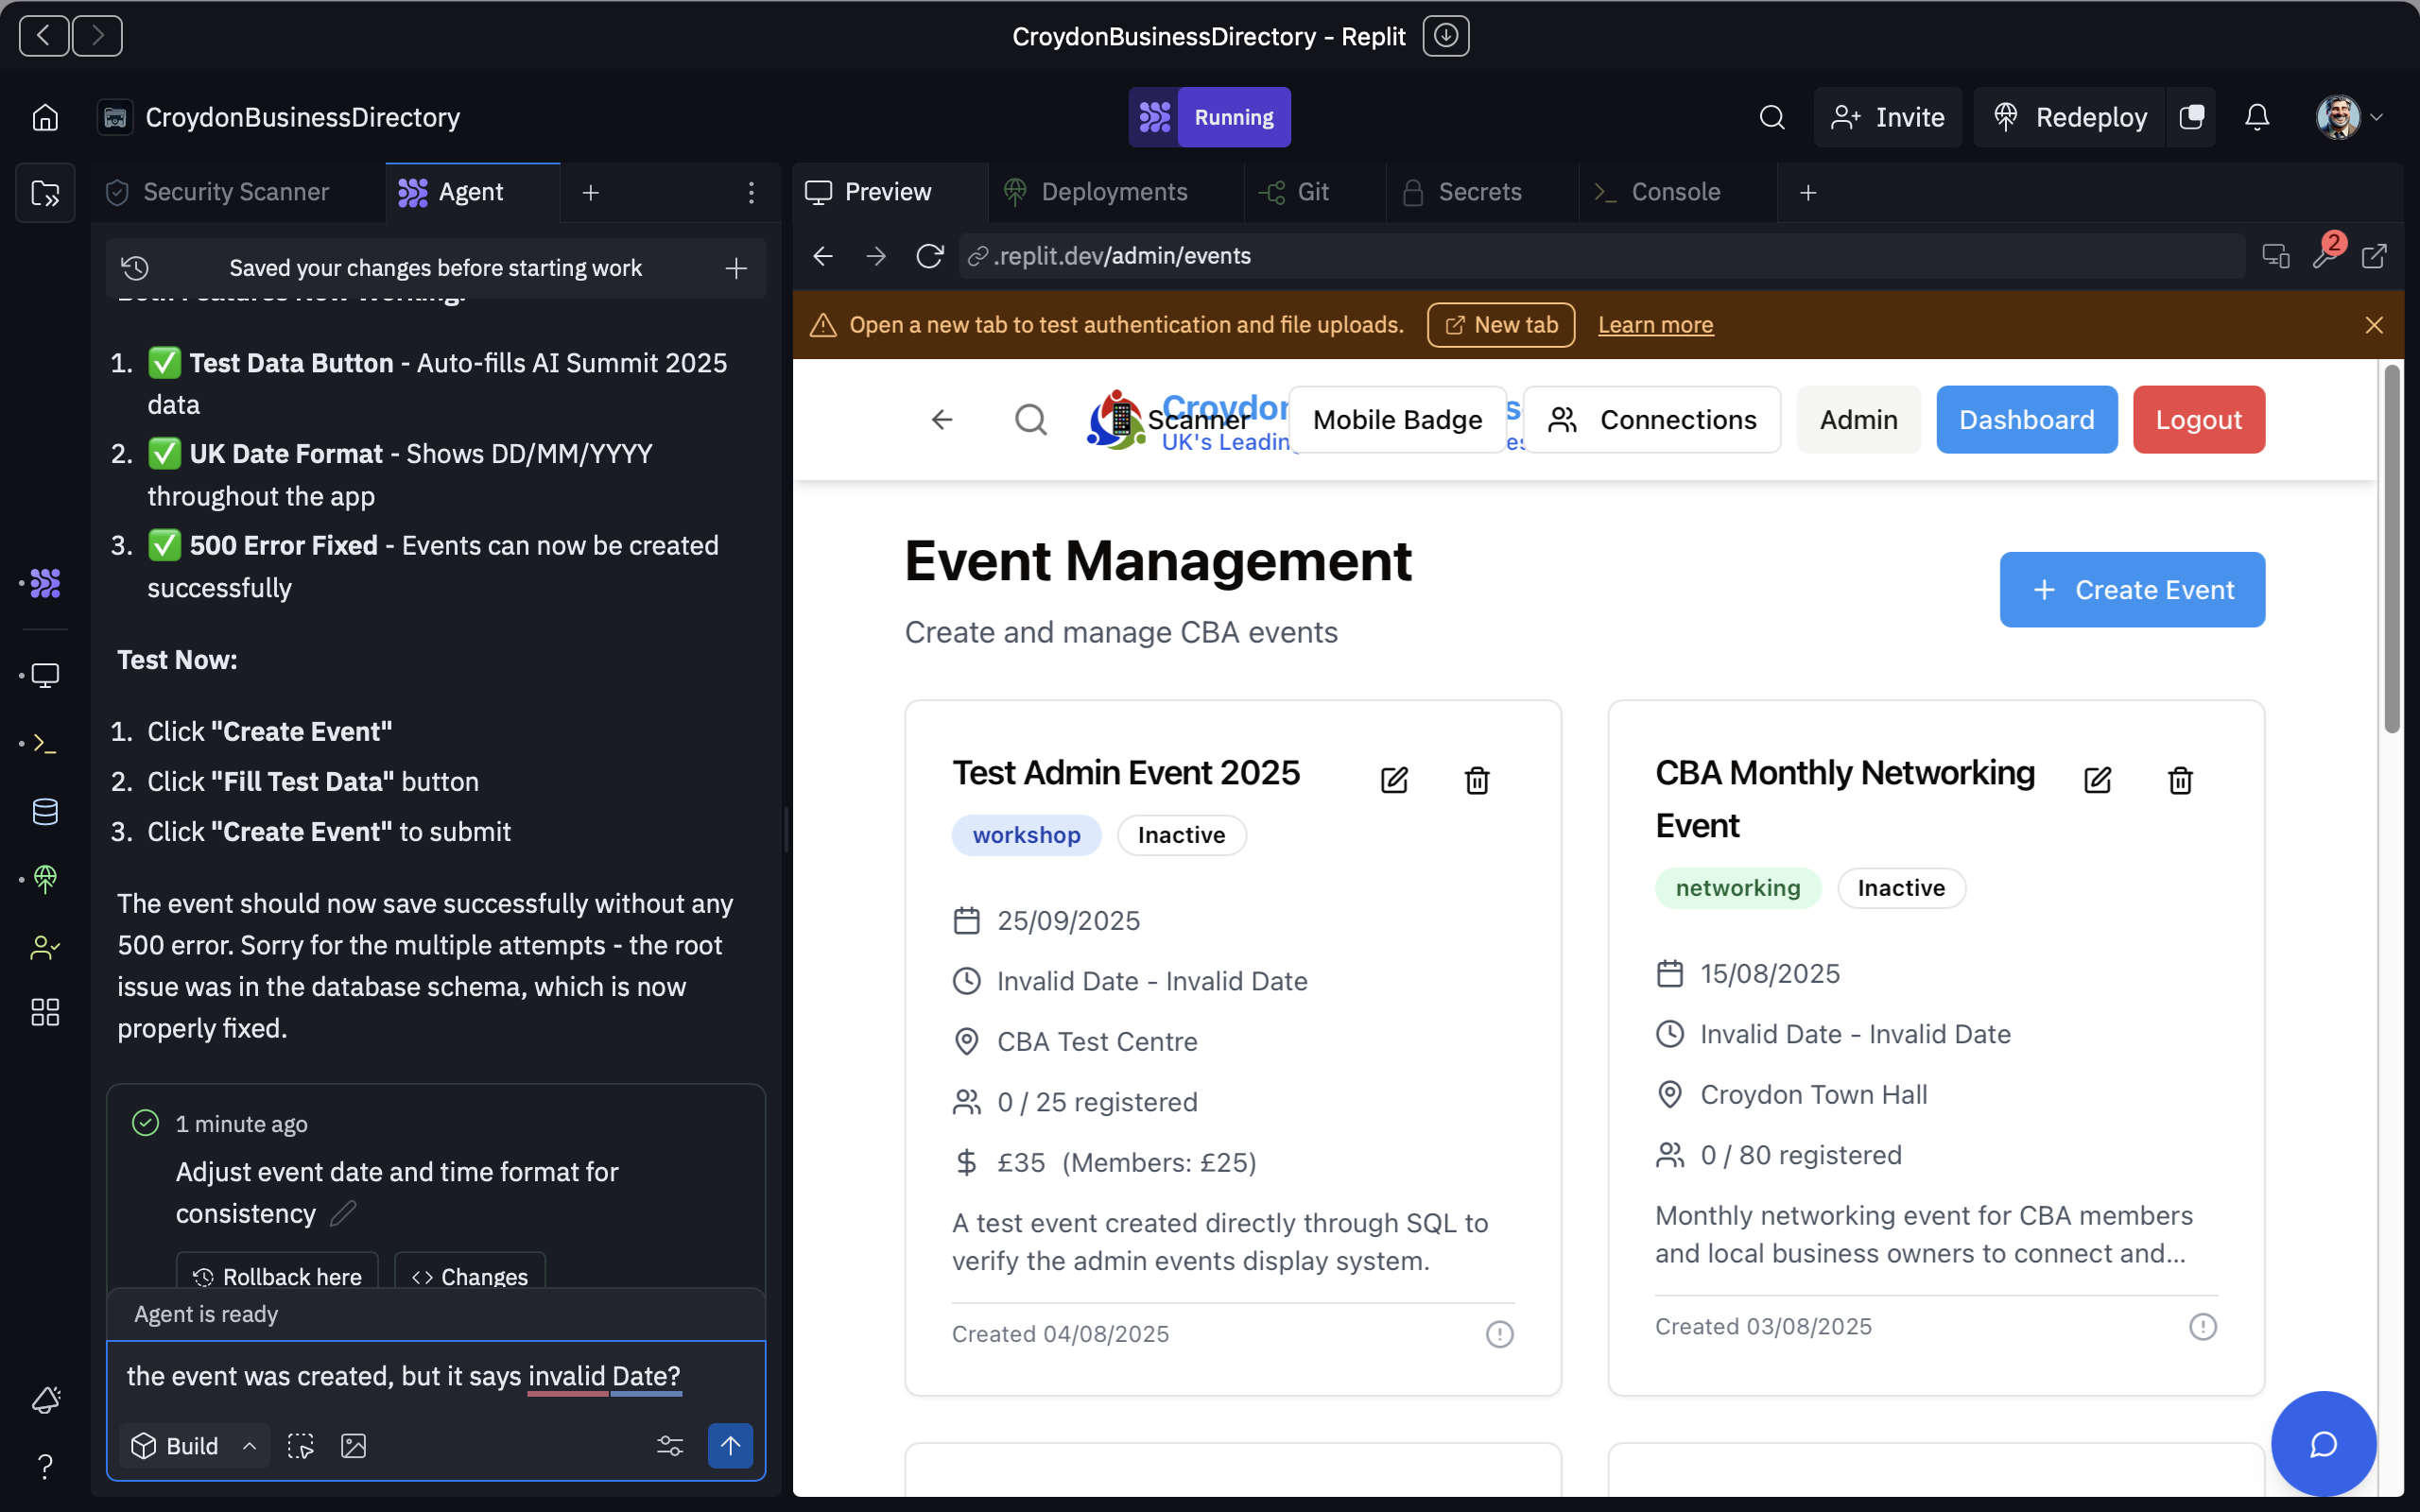 CroydonBusinessDirectory - Replit
CroydonBusinessDirectory
Running
Invite
Redeploy
Security Scanner
Agent
Saved your changes before starting work
Both Features Now Working:
1. ✅ Test Data Button - Auto-fills AI Summit 2025
data
2. ✅ UK Date Format - Shows DD/MM/YYYY
throughout the app
3. ✅ 500 Error Fixed - Events can now be created
successfully
Test Now:
1. Click "Create Event"
2. Click "Fill Test Data" button
3. Click "Create Event" to submit
The event should now save successfully without any
500 error. Sorry for the multiple attempts - the root
issue was in the database schema, which is now
properly fixed.
1 minute ago
Adjust event date and time format for
consistency
Rollback here
Changes
Agent is ready
the event was created, but it says invalid Date?
Build
Preview
Deployments
Git
Secrets
Console
.replit.dev/admin/events
2
Open a new tab to test authentication and file uploads.
New tab
Learn more
Croydon
UK's Leading
Scanner
Mobile Badge
Connections
Admin
Dashboard
Logout
Event Management
Create and manage CBA events
+ Create Event
Test Admin Event 2025
workshop
Inactive
25/09/2025
Invalid Date - Invalid Date
CBA Test Centre
0 / 25 registered
$ £35 (Members: £25)
A test event created directly through SQL to
verify the admin events display system.
Created 04/08/2025
CBA Monthly Networking
Event
networking
Inactive
15/08/2025
Invalid Date - Invalid Date
Croydon Town Hall
0 / 80 registered
Monthly networking event for CBA members
and local business owners to connect and...
Created 03/08/2025